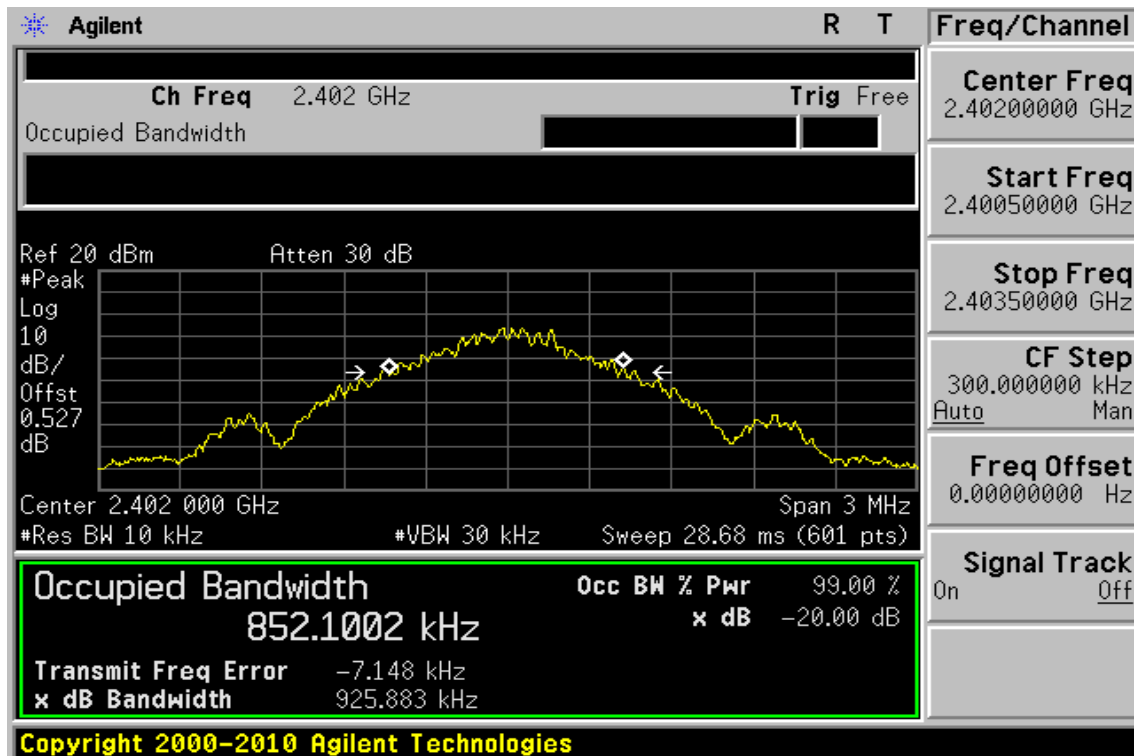 Agilent R T Freq/Channel
Ch Freq 2.402 GHz Trig Free
Occupied Bandwidth
Center Freq
2.40200000 GHz
Start Freq
2.40050000 GHz
Stop Freq
2.40350000 GHz
CF Step
300.000000 kHz
Auto Man
Freq Offset
0.00000000 Hz
Signal Track
On Off
Ref 20 dBm Atten 30 dB
#Peak
Log
10
dB/
Offst
0.527
dB
Center 2.402 000 GHz Span 3 MHz
#Res BW 10 kHz #VBW 30 kHz Sweep 28.68 ms (601 pts)
Occupied Bandwidth Occ BW % Pwr 99.00 %
852.1002 kHz x dB -20.00 dB
Transmit Freq Error -7.148 kHz
x dB Bandwidth 925.883 kHz
Copyright 2000-2010 Agilent Technologies